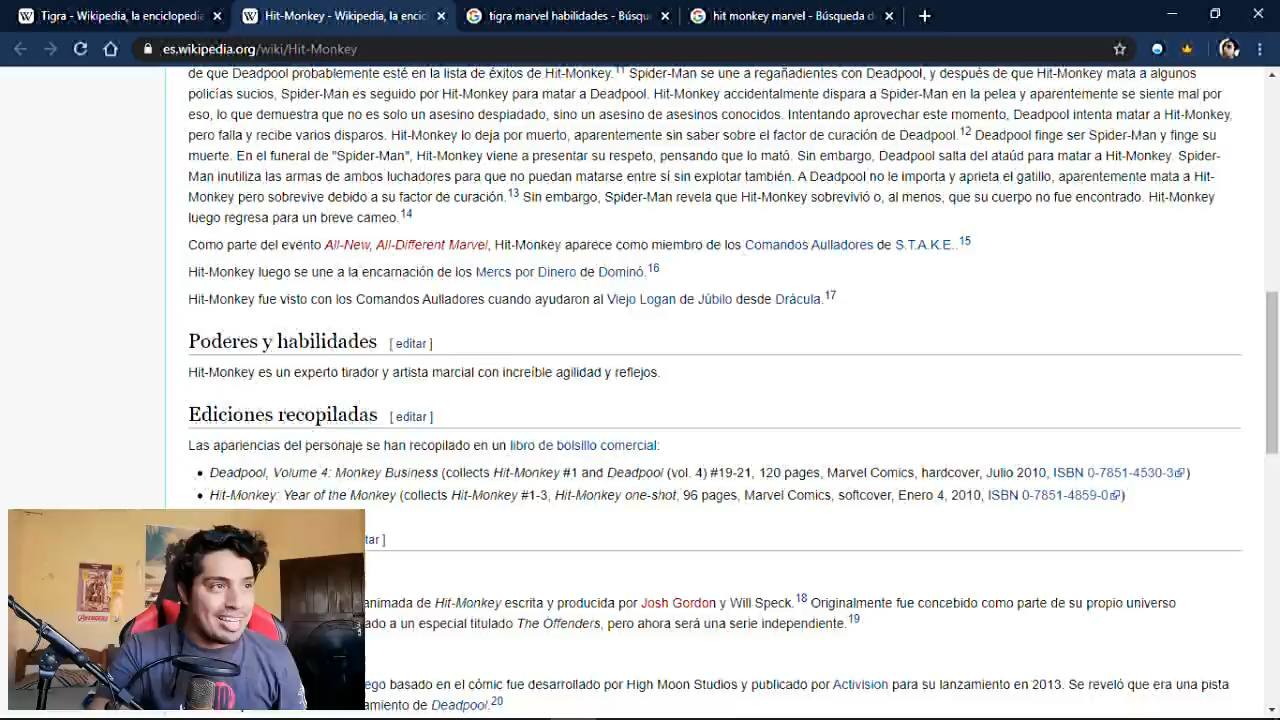 Tigra - Wikipedia, la enciclopedia
Hit-Monkey - Wikipedia, la encic
tigra marvel habilidades - Búsqu
hit monkey marvel - Búsqueda d
es.wikipedia.org/wiki/Hit-Monkey
de que Deadpool probablemente esté en la lista de éxitos de Hit-Monkey.11 Spider-Man se une a regañadientes con Deadpool, y después de que Hit-Monkey mata a algunos
policías sucios, Spider-Man es seguido por Hit-Monkey para matar a Deadpool. Hit-Monkey accidentalmente dispara a Spider-Man en la pelea y aparentemente se siente mal por
eso, lo que demuestra que no es solo un asesino despiadado, sino un asesino de asesinos conocidos. Intentando aprovechar este momento, Deadpool intenta matar a Hit-Monkey,
pero falla y recibe varios disparos. Hit-Monkey lo deja por muerto, aparentemente sin saber sobre el factor de curación de Deadpool.12 Deadpool finge ser Spider-Man y finge su
muerte. En el funeral de "Spider-Man", Hit-Monkey viene a presentar su respeto, pensando que lo mató. Sin embargo, Deadpool salta del ataúd para matar a Hit-Monkey. Spider-
Man inutiliza las armas de ambos luchadores para que no puedan matarse entre sí sin explotar también. A Deadpool no le importa y aprieta el gatillo, aparentemente mata a Hit-
Monkey pero sobrevive debido a su factor de curación.13 Sin embargo, Spider-Man revela que Hit-Monkey sobrevivió o, al menos, que su cuerpo no fue encontrado. Hit-Monkey
luego regresa para un breve cameo.14
Como parte del evento All-New, All-Different Marvel, Hit-Monkey aparece como miembro de los Comandos Aulladores de S.T.A.K.E..15
Hit-Monkey luego se une a la encarnación de los Mercs por Dinero de Dominó.16
Hit-Monkey fue visto con los Comandos Aulladores cuando ayudaron al Viejo Logan de Júbilo desde Drácula.17
Poderes y habilidades [ editar ]
Hit-Monkey es un experto tirador y artista marcial con increíble agilidad y reflejos.
Ediciones recopiladas [ editar ]
Las apariencias del personaje se han recopilado en un libro de bolsillo comercial:
• Deadpool, Volume 4: Monkey Business (collects Hit-Monkey #1 and Deadpool (vol. 4) #19-21, 120 pages, Marvel Comics, hardcover, Julio 2010, ISBN 0-7851-4530-3)
• Hit-Monkey: Year of the Monkey (collects Hit-Monkey #1-3, Hit-Monkey one-shot, 96 pages, Marvel Comics, softcover, Enero 4, 2010, ISBN 0-7851-4859-0)
tar ]
animada de Hit-Monkey escrita y producida por Josh Gordon y Will Speck.18 Originalmente fue concebido como parte de su propio universo
ado a un especial titulado The Offenders, pero ahora será una serie independiente.19
ego basado en el cómic fue desarrollado por High Moon Studios y publicado por Activision para su lanzamiento en 2013. Se reveló que era una pista
amiento de Deadpool.20